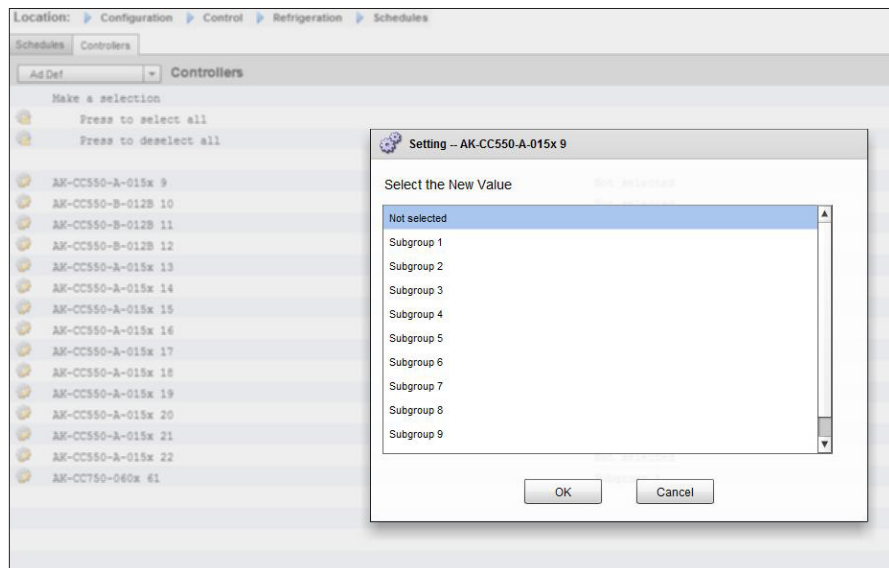 Location: Configuration Control Refrigeration Schedules
Schedules Controllers
Ad Def Controllers
Make a selection
Press to select all
Press to deselect all
AK-CC550-A-015x 9
AK-CC550-B-012B 10
AK-CC550-B-012B 11
AK-CC550-B-012B 12
AK-CC550-A-015x 13
AK-CC550-A-015x 14
AK-CC550-A-015x 15
AK-CC550-A-015x 16
AK-CC550-A-015x 17
AK-CC550-A-015x 18
AK-CC550-A-015x 19
AK-CC550-A-015x 20
AK-CC550-A-015x 21
AK-CC550-A-015x 22
AK-CC750-060x 61
Setting -- AK-CC550-A-015x 9
Select the New Value
Not selected
Not selected
Subgroup 1
Subgroup 2
Subgroup 3
Subgroup 4
Subgroup 5
Subgroup 6
Subgroup 7
Subgroup 8
Subgroup 9
OK Cancel